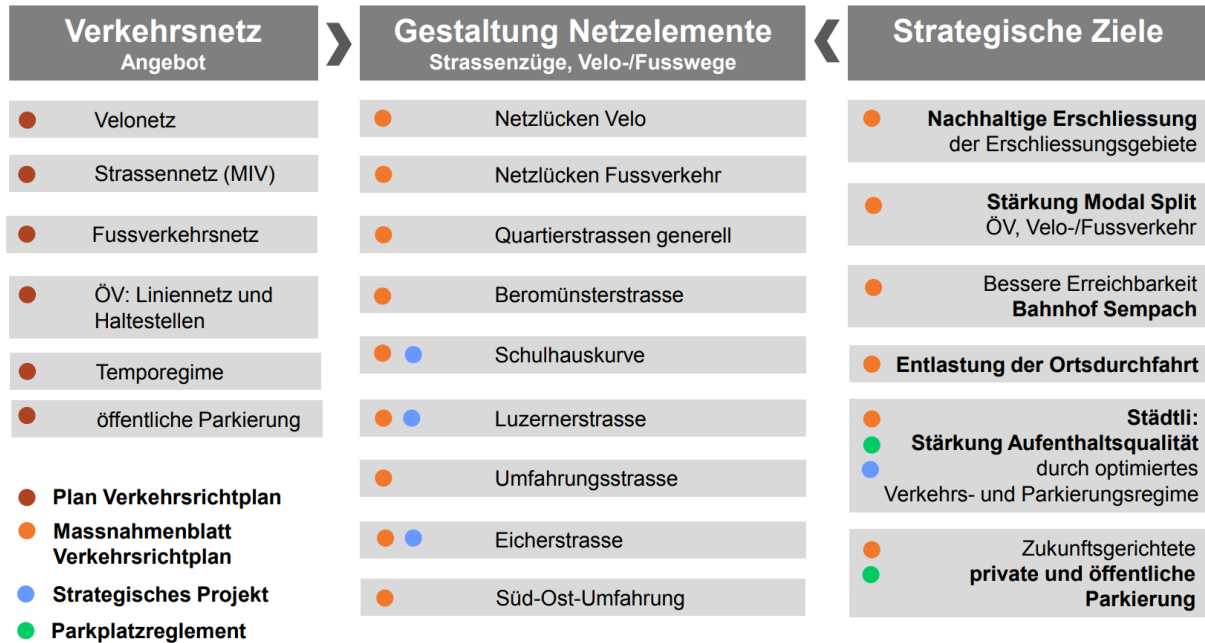 Verkehrsnetz
Angebot
Velonetz
Strassennetz (MIV)
Fussverkehrsnetz
ÖV: Liniennetz und
Haltestellen
Temporegime
öffentliche Parkierung
Plan Verkehrsrichtplan
Massnahmenblatt
Verkehrsrichtplan
Strategisches Projekt
Parkplatzreglement
Gestaltung Netzelemente
Strassenzüge, Velo-/Fusswege
Netzlücken Velo
Netzlücken Fussverkehr
Quartierstrassen generell
Beromünsterstrasse
Schulhauskurve
Luzernerstrasse
Umfahrungsstrasse
Eicherstrasse
Süd-Ost-Umfahrung
Strategische Ziele
Nachhaltige Erschliessung
der Erschliessungsgebiete
Stärkung Modal Split
ÖV, Velo-/Fussverkehr
Bessere Erreichbarkeit
Bahnhof Sempach
Entlastung der Ortsdurchfahrt
Städtli:
Stärkung Aufenthaltsqualität
durch optimiertes
Verkehrs- und Parkierungsregime
Zukunftsgerichtete
private und öffentliche
Parkierung